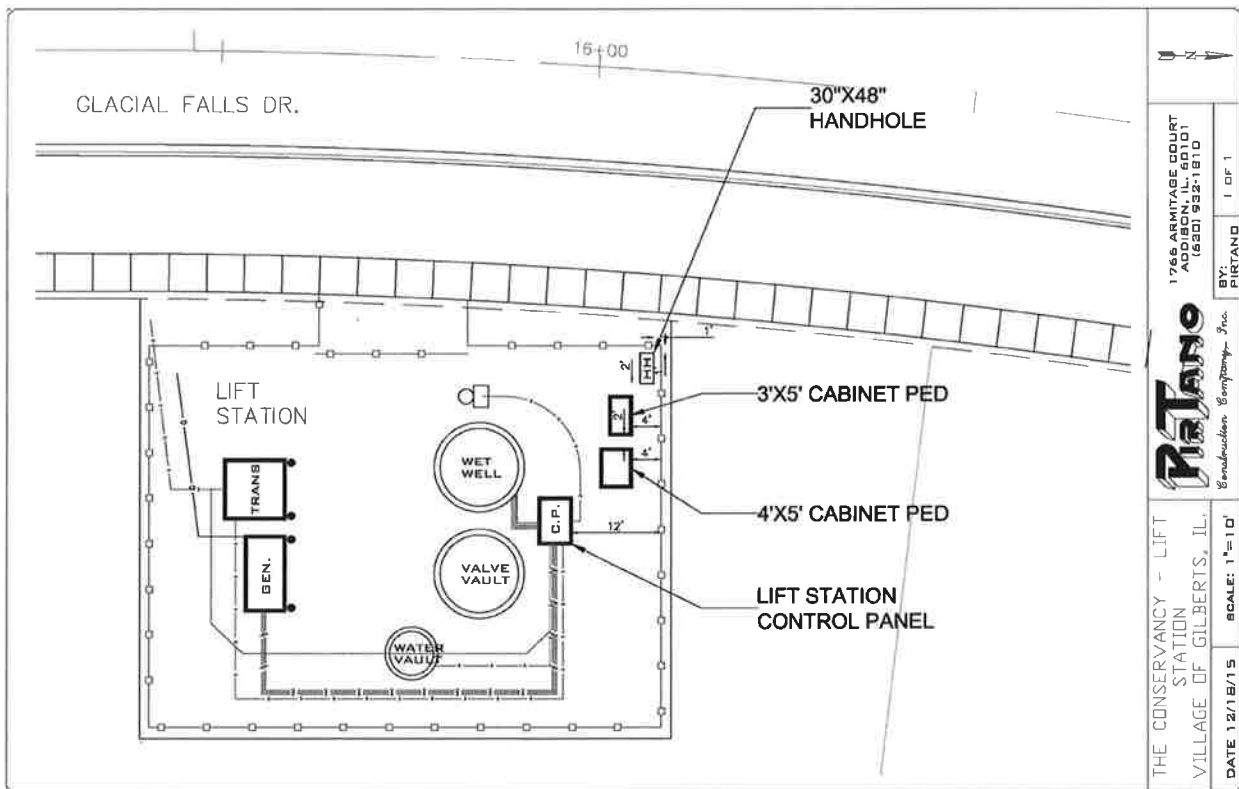 16+00
GLACIAL FALLS DR.
30"X48"
HANDHOLE
1'
HH
2'
3'X5' CABINET PED
2'
4'
LIFT
STATION
4'
WET
WELL
TRANS
4'X5' CABINET PED
C.P.
12'
GEN.
VALVE
VAULT
LIFT STATION
CONTROL PANEL
WATER
VAULT
N
1766 ARMITAGE COURT
ADDISON, IL. 60101
(620) 932-1810
BY:
PIRTANO
1 OF 1
PIRTANO
Construction Company, Inc.
THE CONSERVANCY - LIFT
STATION
VILLAGE OF GILBERTS, IL.
DATE 12/18/15
SCALE: 1"=10'